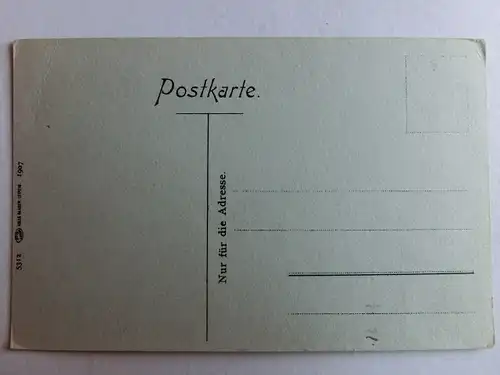 Postkarte.
Nur für die Adresse.
5312 1907